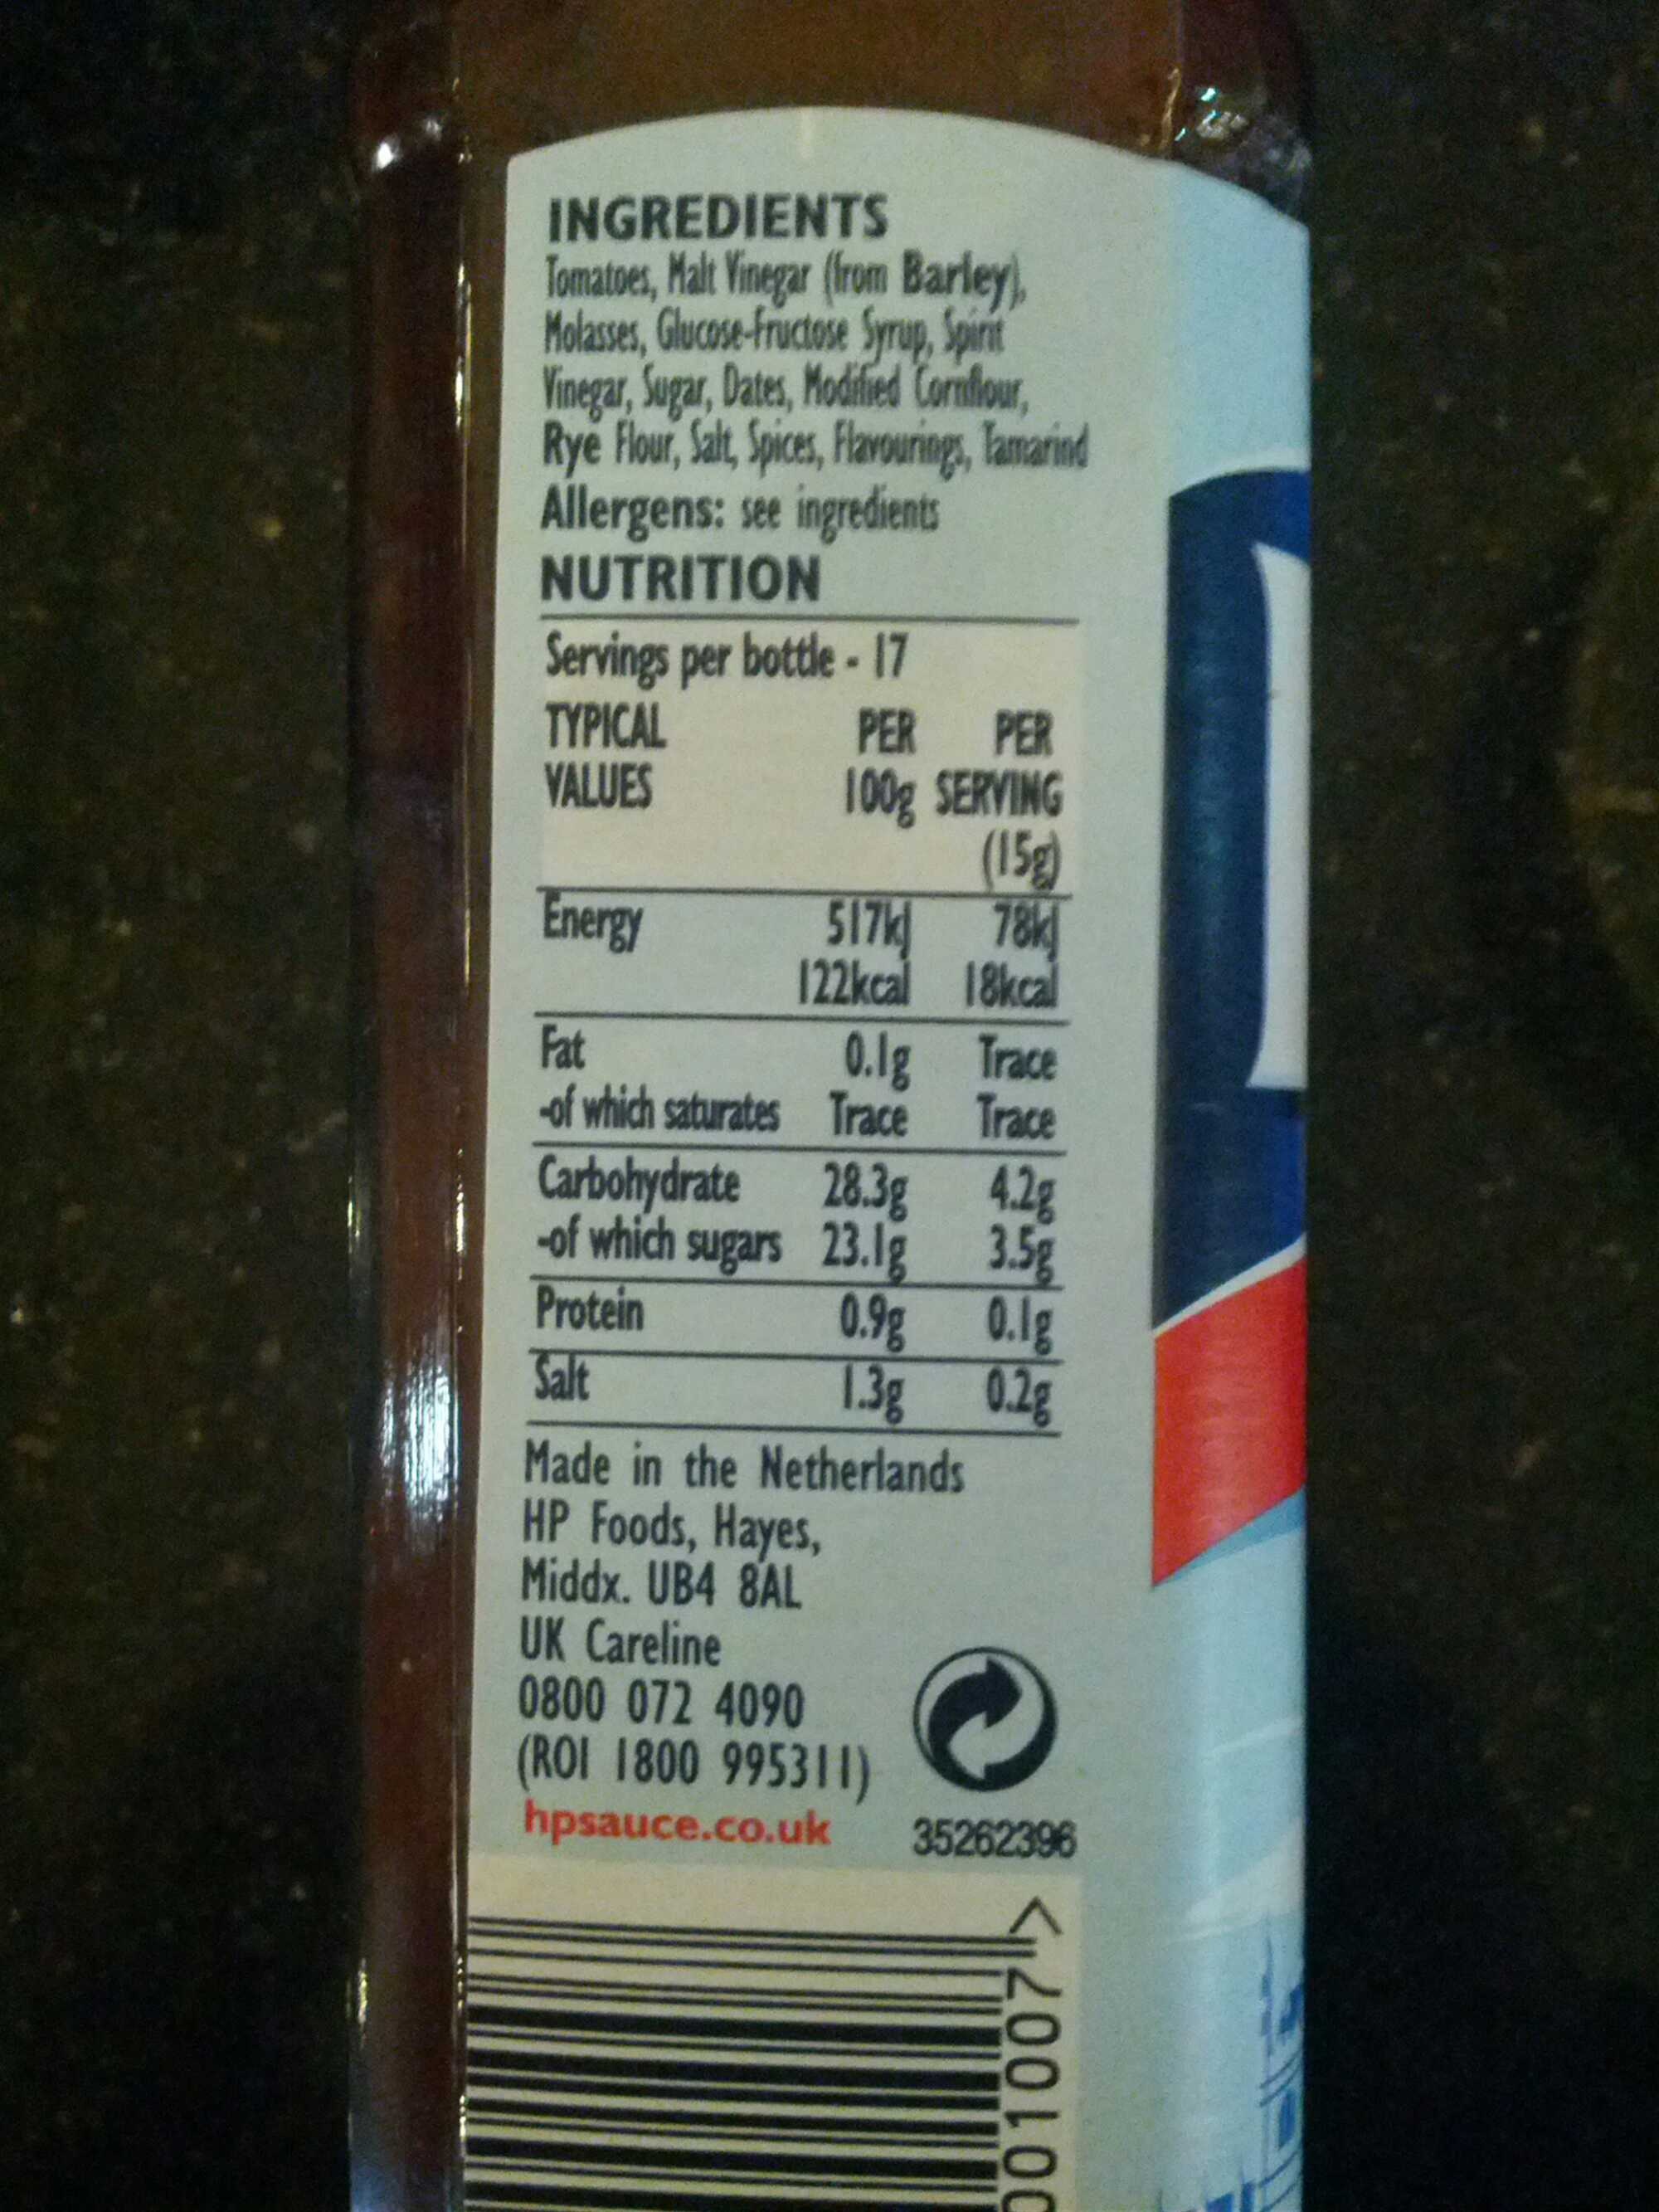 INGREDIENTS
Tomatoes, Malt Vinegar (from Barley),
Molasses, Glucose-Fructose Syrup, Spirit
Vinegar, Sugar, Dates, Modified Cornflour,
Rye Flour, Salt, Spices, Flavourings, Tamarind
Allergens: see ingredients
NUTRITION
Servings per bottle - 17
TYPICAL PER PER
VALUES 100g SERVING
(15g)
Energy 517kJ 78kJ
122kcal 18kcal
Fat 0.1g Trace
-of which saturates Trace Trace
Carbohydrate 28.3g 4.2g
-of which sugars 23.1g 3.5g
Protein 0.9g 0.1g
Salt 1.3g 0.2g
Made in the Netherlands
HP Foods, Hayes,
Middx. UB4 8AL
UK Careline
0800 072 4090
(ROI 1800 995311)
hpsauce.co.uk 35262396
001007 >